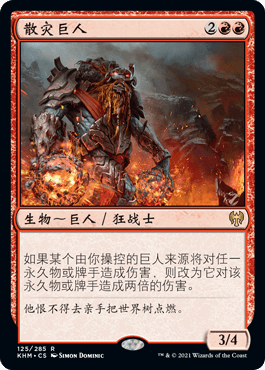 散灾巨人 2
生物～巨人 / 狂战士
如果某个由你操控的巨人来源将对任一
永久物或牌手造成伤害，则改为它对该
永久物或牌手造成两倍的伤害。
他恨不得去亲手把世界树点燃。
3/4
125/285 R
KHM • CS SIMON DOMINIC
™ & © 2021 Wizards of the Coast